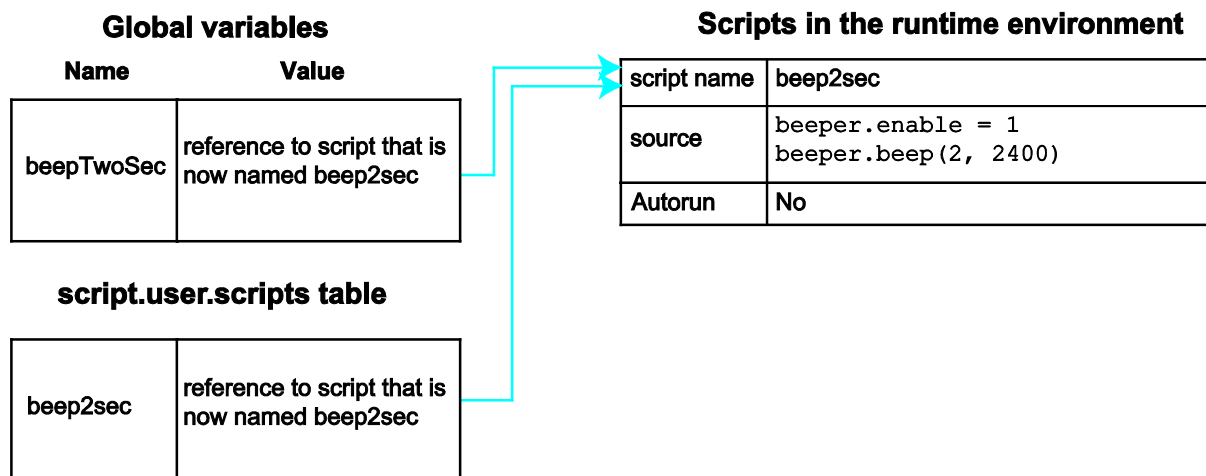 Global variables
Name Value
beepTwoSec
reference to script that is
now named beep2sec
script.user.scripts table
beep2sec
reference to script that is
now named beep2sec
Scripts in the runtime environment
script name beep2sec
source
beeper.enable = 1
beeper.beep(2, 2400)
Autorun No